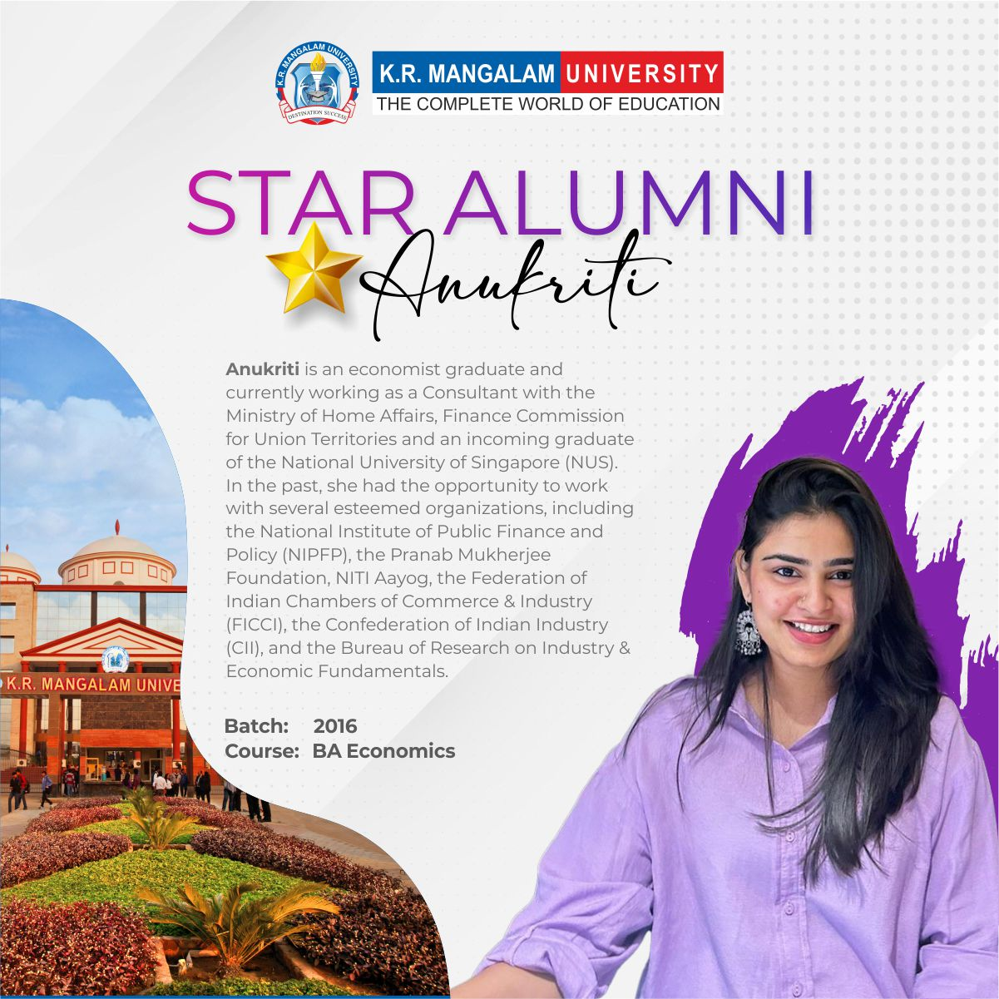 K.R. MANGALAM UNIVERSITY
DESTINATION SUCCESS
K.R. MANGALAM UNIVERSITY
THE COMPLETE WORLD OF EDUCATION
STAR ALUMNI
Anukriti
Anukriti is an economist graduate and
currently working as a Consultant with the
Ministry of Home Affairs, Finance Commission
for Union Territories and an incoming graduate
of the National University of Singapore (NUS).
In the past, she had the opportunity to work
with several esteemed organizations, including
the National Institute of Public Finance and
Policy (NIPFP), the Pranab Mukherjee
Foundation, NITI Aayog, the Federation of
Indian Chambers of Commerce & Industry
(FICCI), the Confederation of Indian Industry
(CII), and the Bureau of Research on Industry &
Economic Fundamentals.
K.R. MANGALAM UNIVE
Batch: 2016
Course: BA Economics